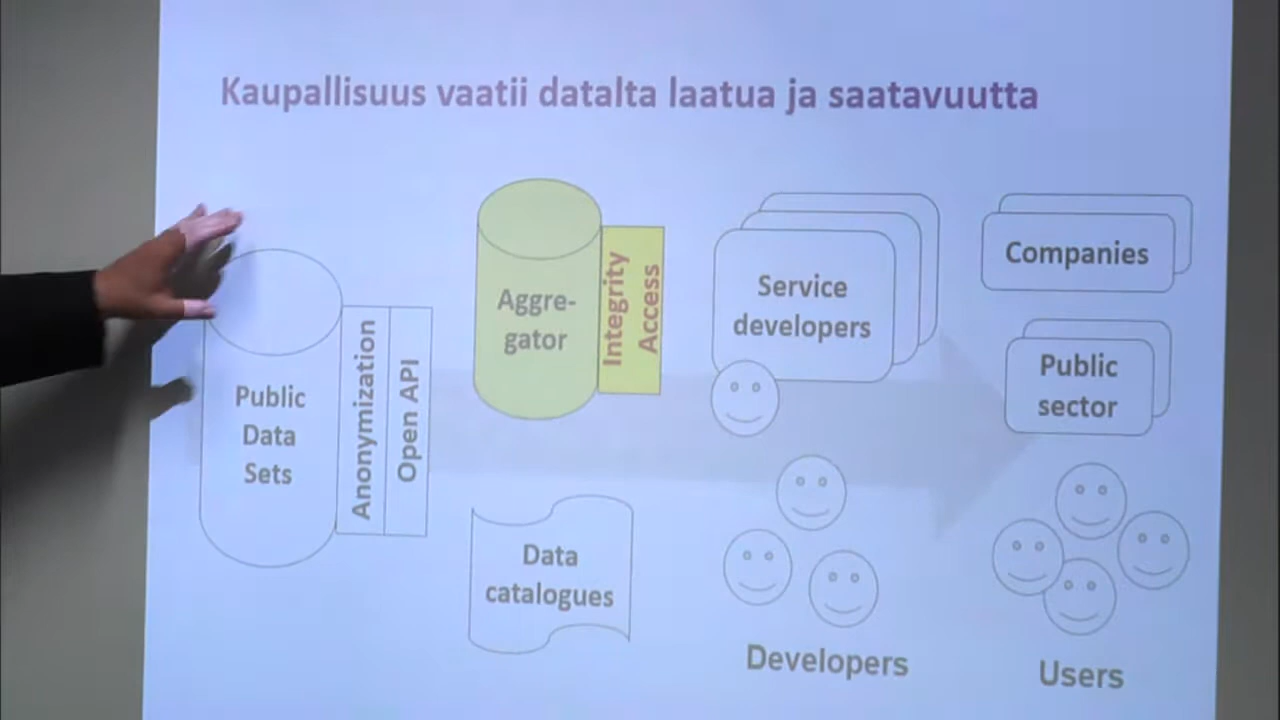 Kaupallisuus vaatii datalta laatua ja saatavuutta
Public
Data
Sets
Anonymization
Open API
Aggre-
gator
Integrity
Access
Data
catalogues
Service
developers
Developers
Companies
Public
sector
Users